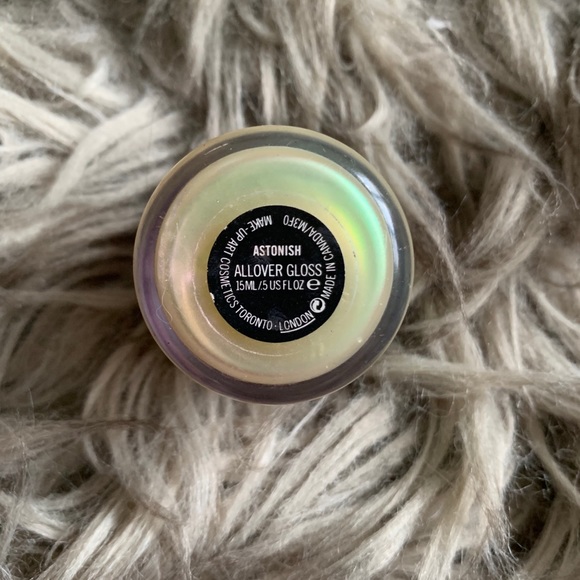 ASTONISH
ALLOVER GLOSS
15ML/.5 US FL OZ ℮
MAKE-UP ART COSMETICS TORONTO · LONDON
MADE IN CANADA/M3F0